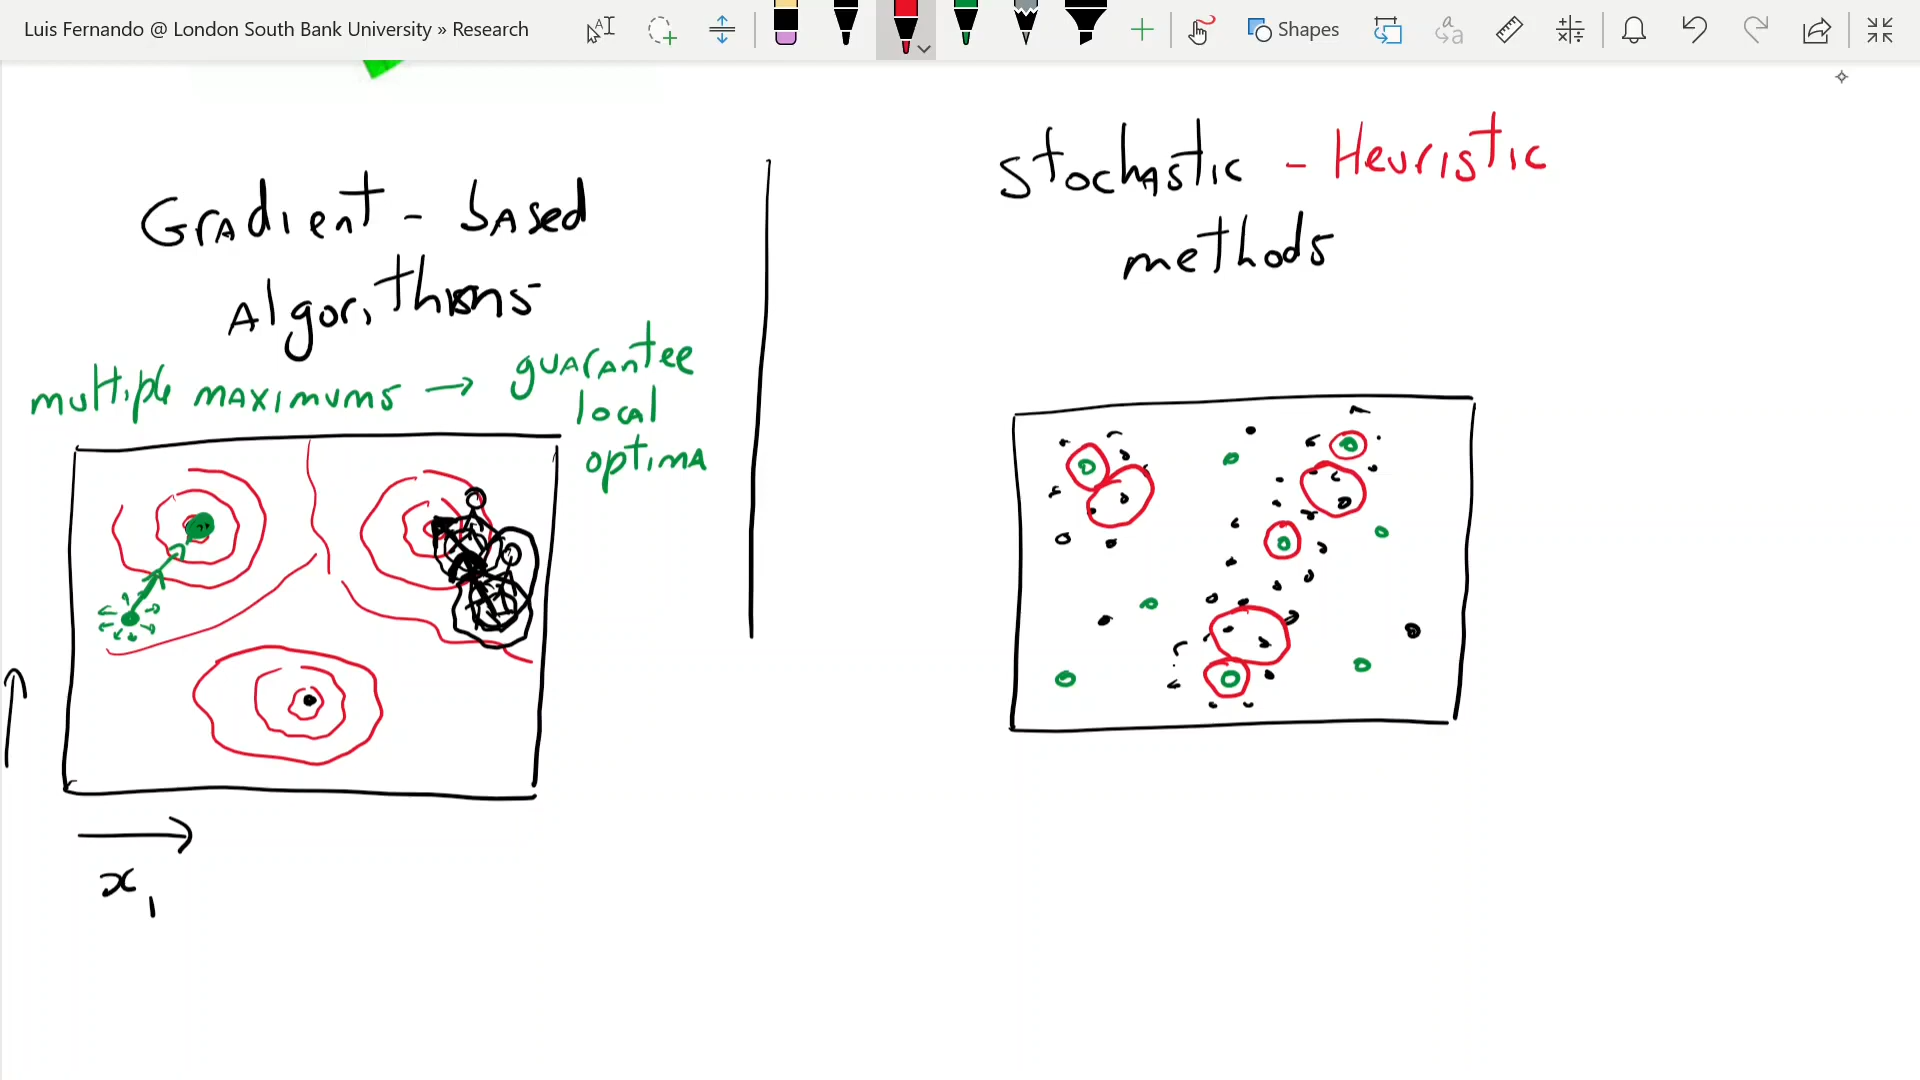 Luis Fernando @ London South Bank University » Research
Shapes
Gradient - based
Algorithms
multiple maximums → guarantee
local
optima
x1
Stochastic - Heuristic
methods